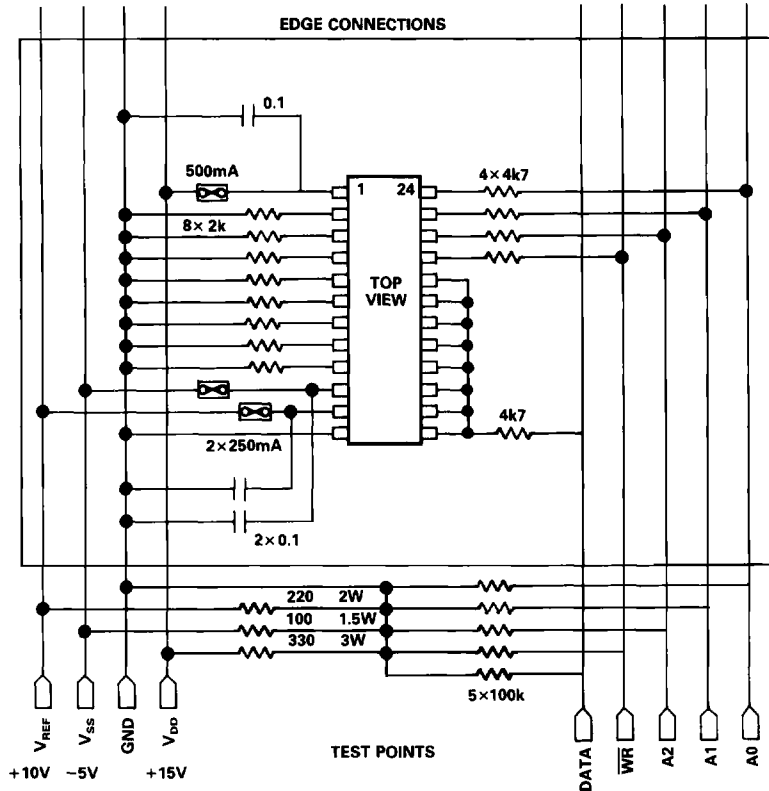 EDGE CONNECTIONS
0.1
500mA
1 24
4 × 4k7
8 × 2k
TOP
VIEW
4k7
2 × 250mA
2 × 0.1
220 2W
100 1.5W
330 3W
5 × 100k
VREF
VSS
GND
VDD
DATA
WR
A2
A1
A0
+10V −5V +15V
TEST POINTS